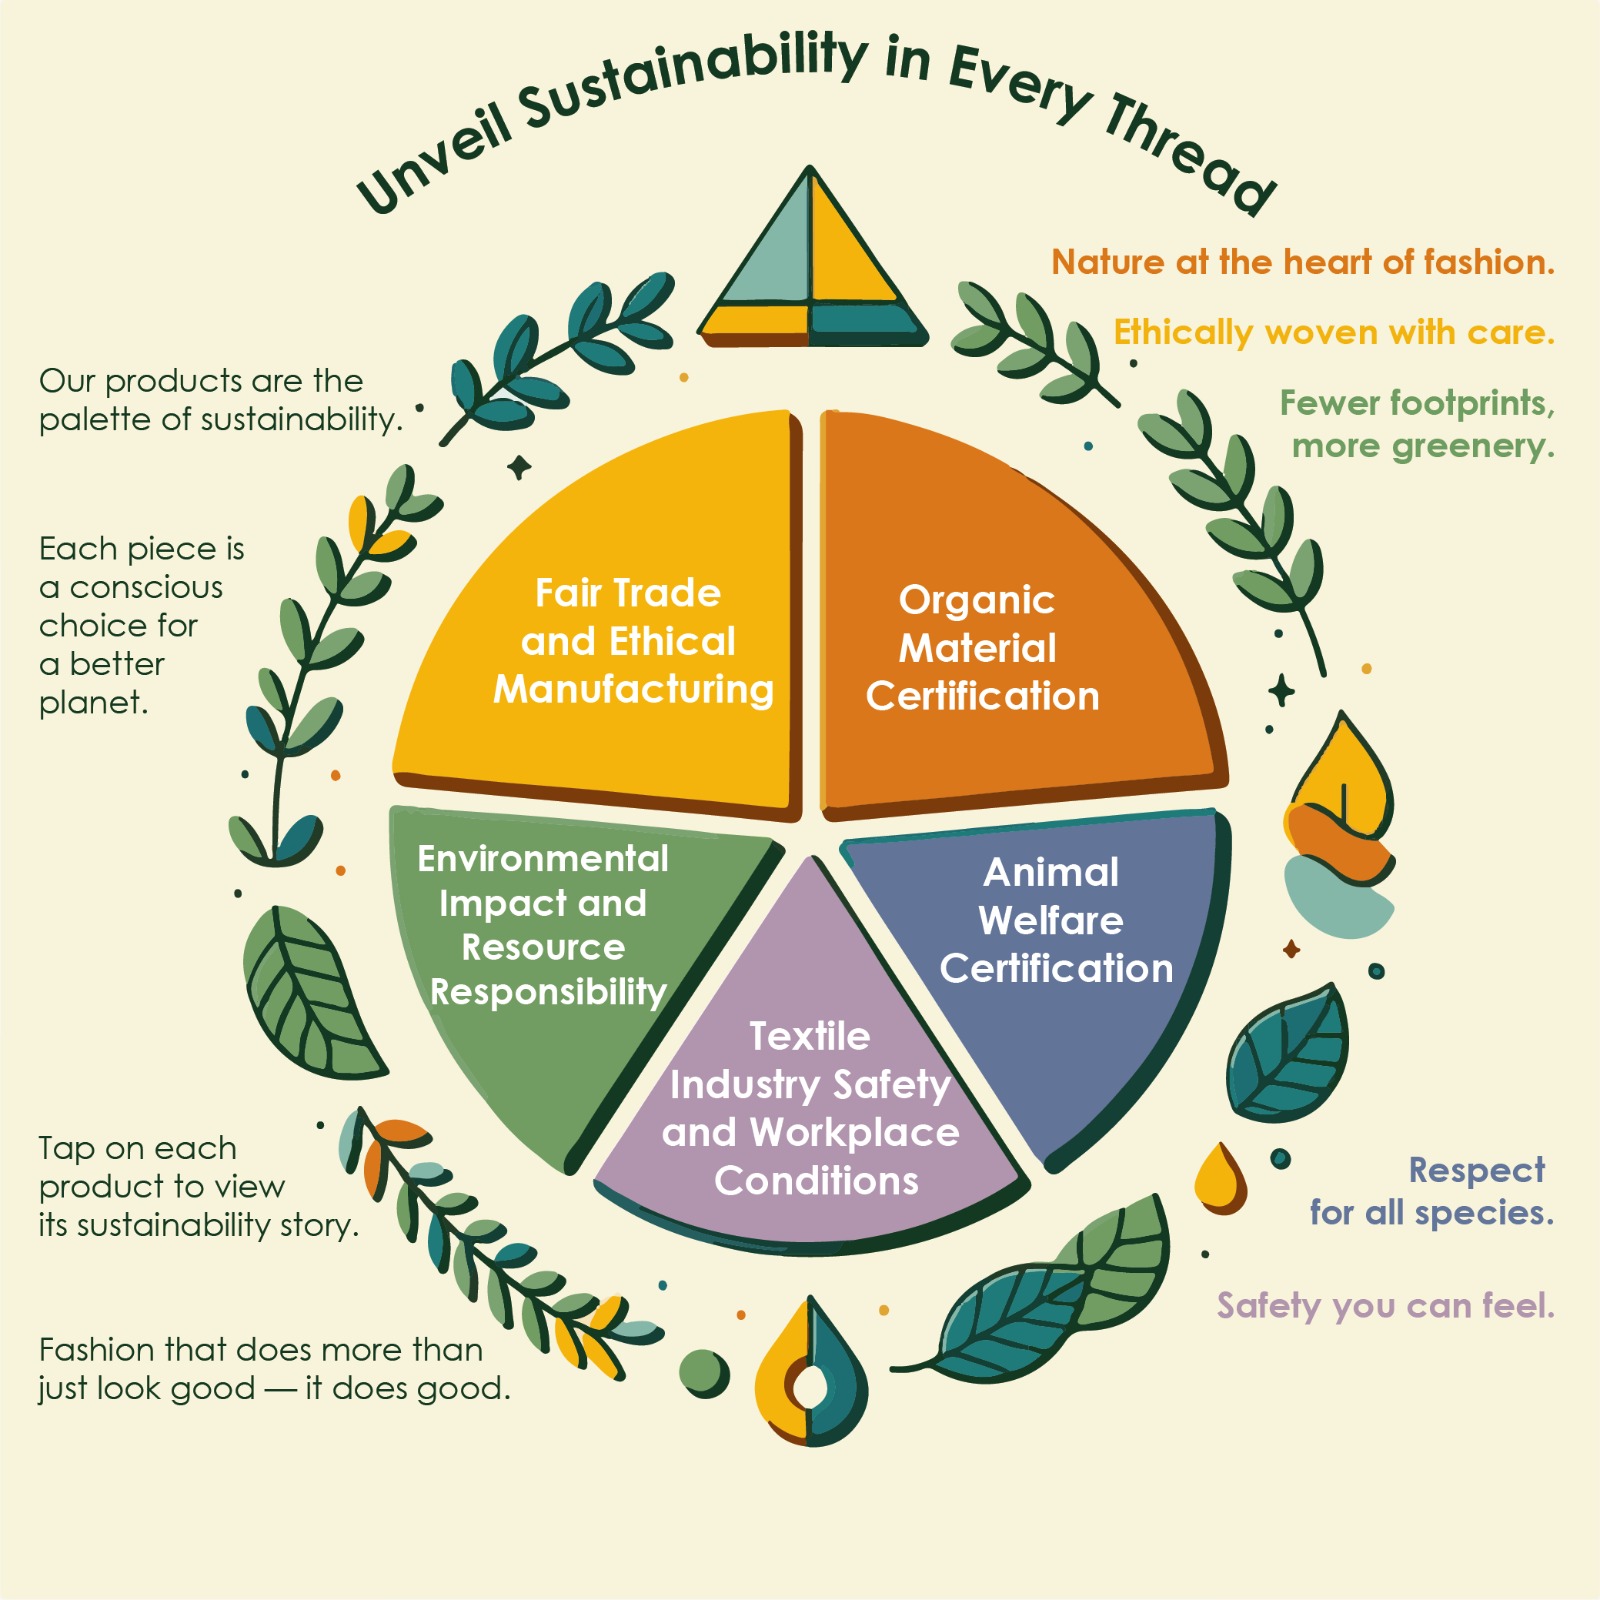 Unveil Sustainability in Every Thread
Nature at the heart of fashion.
Ethically woven with care.
Fewer footprints,
more greenery.
Our products are the
palette of sustainability.
Each piece is
a conscious
choice for
a better
planet.
Fair Trade
and Ethical
Manufacturing
Organic
Material
Certification
Environmental
Impact and
Resource
Responsibility
Animal
Welfare
Certification
Textile
Industry Safety
and Workplace
Conditions
Tap on each
product to view
its sustainability story.
Respect
for all species.
Safety you can feel.
Fashion that does more than
just look good — it does good.